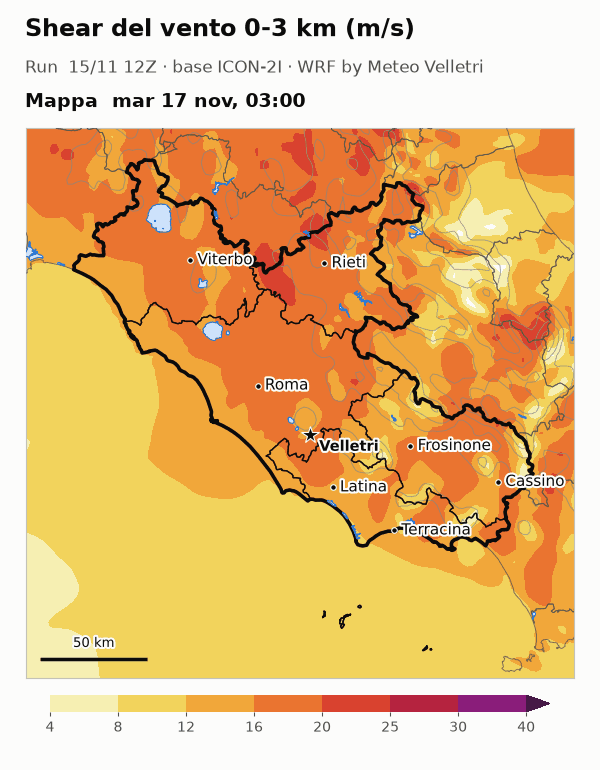 Shear del vento 0-3 km (m/s)
Run  15/11 12Z · base ICON-2I · WRF by Meteo Velletri
Mappa  mar 17 nov, 03:00
Viterbo
Rieti
Roma
Velletri
Frosinone
Latina
Cassino
Terracina
50 km
4 8 12 16 20 25 30 40